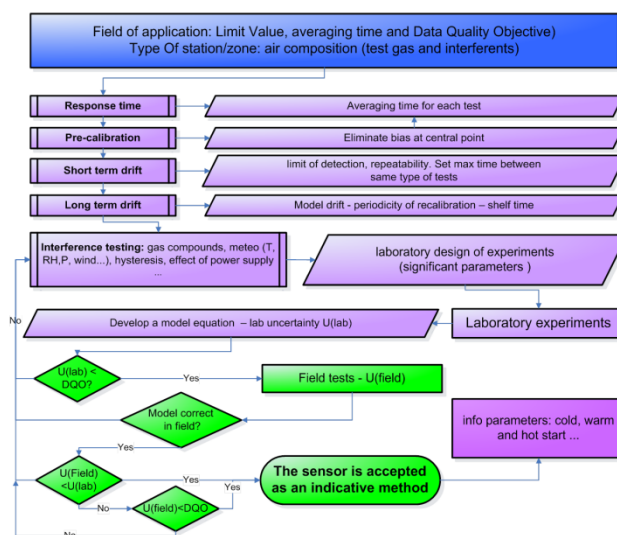 Field of application: Limit Value, averaging time and Data Quality Objective)
Type Of station/zone: air composition (test gas and interferents)
Response time
Averaging time for each test
Pre-calibration
Eliminate bias at central point
Short term drift
limit of detection, repeatability. Set max time between
same type of tests
Long term drift
Model drift - periodicity of recalibration – shelf time
Interference testing: gas compounds, meteo (T,
RH,P, wind...), hysteresis, effect of power supply
...
laboratory design of experiments
(significant parameters )
No
Develop a model equation – lab uncertainty U(lab)
Laboratory experiments
U(lab) <
DQO?
Yes
Field tests - U(field)
Model correct
in field?
info parameters: cold, warm
and hot start ...
Yes
U(Field)
<U(lab)
Yes
The sensor is accepted
as an indicative method
No
U(field)<DQO
Yes
No